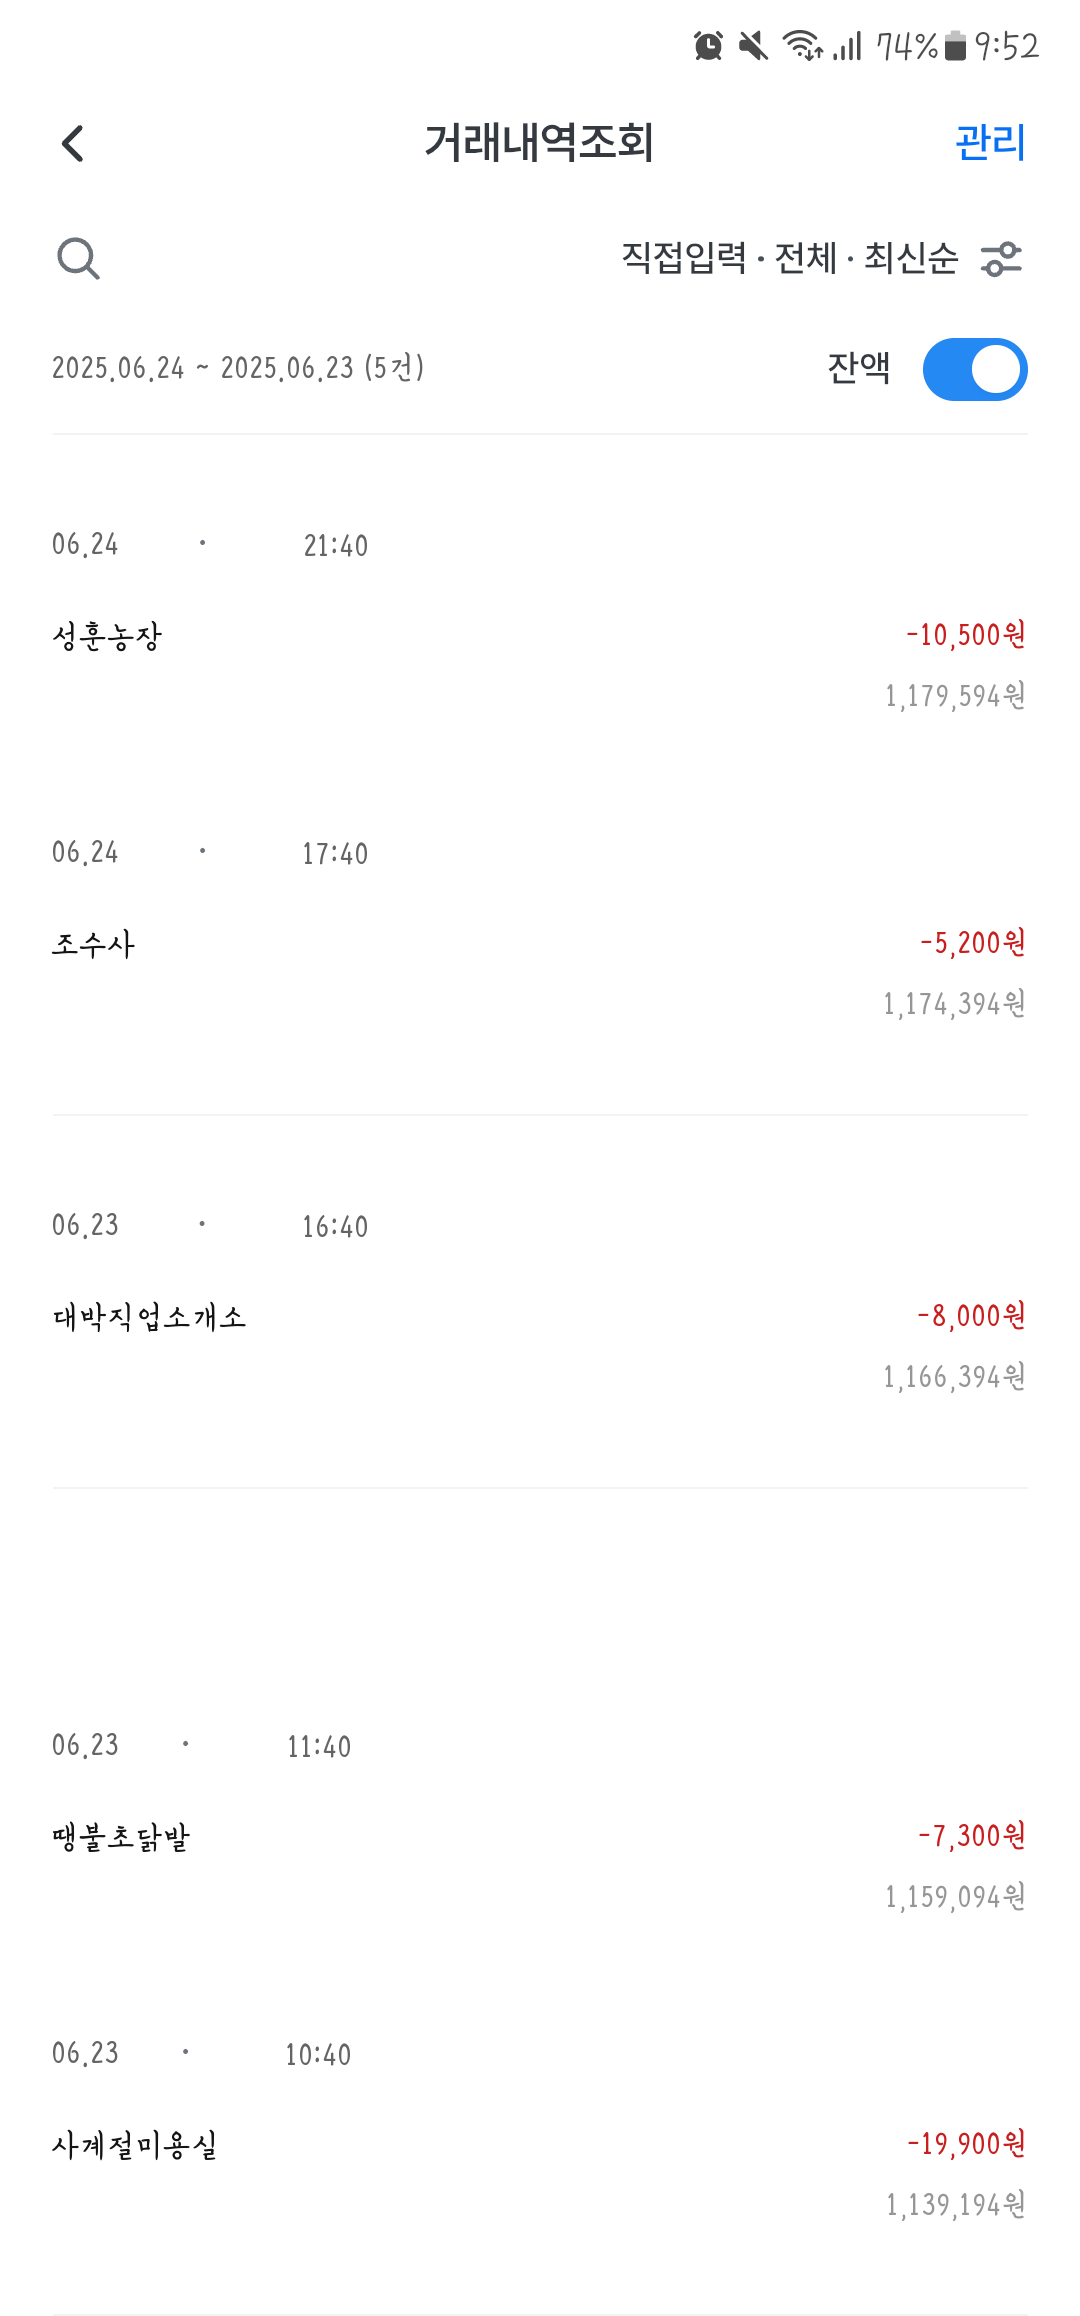 74% 9:52
거래내역조회 관리
직접입력 · 전체 · 최신순
2025.06.24 ~ 2025.06.23 (5건) 잔액
06.24 · 21:40
성훈농장 -10,500원
1,179,594원
06.24 · 17:40
조수사 -5,200원
1,174,394원
06.23 · 16:40
대박직업소개소 -8,000원
1,166,394원
06.23 · 11:40
땡불초닭발 -7,300원
1,159,094원
06.23 · 10:40
사계절미용실 -19,900원
1,139,194원